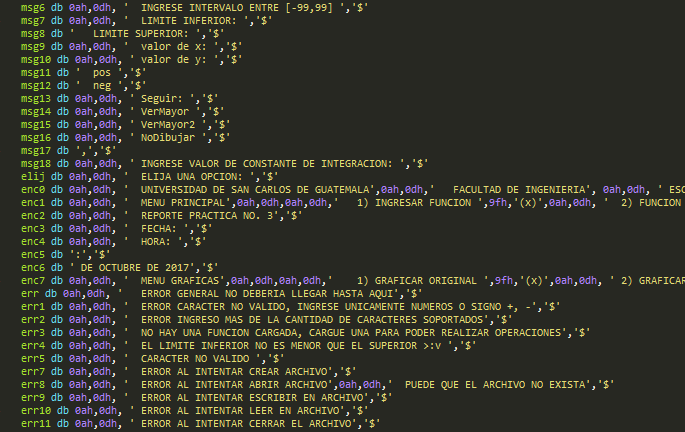 msg6 db 0ah,0dh, '  INGRESE INTERVALO ENTRE [-99,99] ','$'
msg7 db 0ah,0dh, '  LIMITE INFERIOR: ','$'
msg8 db '   LIMITE SUPERIOR: ','$'
msg9 db 0ah,0dh, '  valor de x: ','$'
msg10 db 0ah,0dh, ' valor de y: ','$'
msg11 db '  pos ','$'
msg12 db '  neg ','$'
msg13 db 0ah,0dh, ' Seguir: ','$'
msg14 db 0ah,0dh, ' VerMayor ','$'
msg15 db 0ah,0dh, ' VerMayor2 ','$'
msg16 db 0ah,0dh, ' NoDibujar ','$'
msg17 db ',','$'
msg18 db 0ah,0dh, ' INGRESE VALOR DE CONSTANTE DE INTEGRACION: ','$'
elij db 0ah,0dh, '  ELIJA UNA OPCION: ','$'
enc0 db 0ah,0dh, '  UNIVERSIDAD DE SAN CARLOS DE GUATEMALA',0ah,0dh,'   FACULTAD DE INGENIERIA', 0ah,0dh, ' ESC
enc1 db 0ah,0dh, '  MENU PRINCIPAL',0ah,0dh,0ah,0dh,'   1) INGRESAR FUNCION ',9fh,'(x)',0ah,0dh, '  2) FUNCION
enc2 db 0ah,0dh, '  REPORTE PRACTICA NO. 3','$'
enc3 db 0ah,0dh, '  FECHA: ','$'
enc4 db 0ah,0dh, '  HORA: ','$'
enc5 db ':','$'
enc6 db ' DE OCTUBRE DE 2017','$'
enc7 db 0ah,0dh, '  MENU GRAFICAS',0ah,0dh,0ah,0dh,'   1) GRAFICAR ORIGINAL ',9fh,'(x)',0ah,0dh, ' 2) GRAFICAR
err db 0ah,0dh, '   ERROR GENERAL NO DEBERIA LLEGAR HASTA AQUI','$'
err1 db 0ah,0dh, '  ERROR CARACTER NO VALIDO, INGRESE UNICAMENTE NUMEROS O SIGNO +, -','$'
err2 db 0ah,0dh, '  ERROR INGRESO MAS DE LA CANTIDAD DE CARACTERES SOPORTADOS','$'
err3 db 0ah,0dh, '  NO HAY UNA FUNCION CARGADA, CARGUE UNA PARA PODER REALIZAR OPERACIONES','$'
err4 db 0ah,0dh, '  EL LIMITE INFERIOR NO ES MENOR QUE EL SUPERIOR >:v ','$'
err5 db 0ah,0dh, '  CARACTER NO VALIDO ','$'
err7 db 0ah,0dh, '  ERROR AL INTENTAR CREAR ARCHIVO','$'
err8 db 0ah,0dh, '  ERROR AL INTENTAR ABRIR ARCHIVO',0ah,0dh,'  PUEDE QUE EL ARCHIVO NO EXISTA','$'
err9 db 0ah,0dh, '  ERROR AL INTENTAR ESCRIBIR EN ARCHIVO','$'
err10 db 0ah,0dh, ' ERROR AL INTENTAR LEER EN ARCHIVO','$'
err11 db 0ah,0dh, ' ERROR AL INTENTAR CERRAR EL ARCHIVO','$'